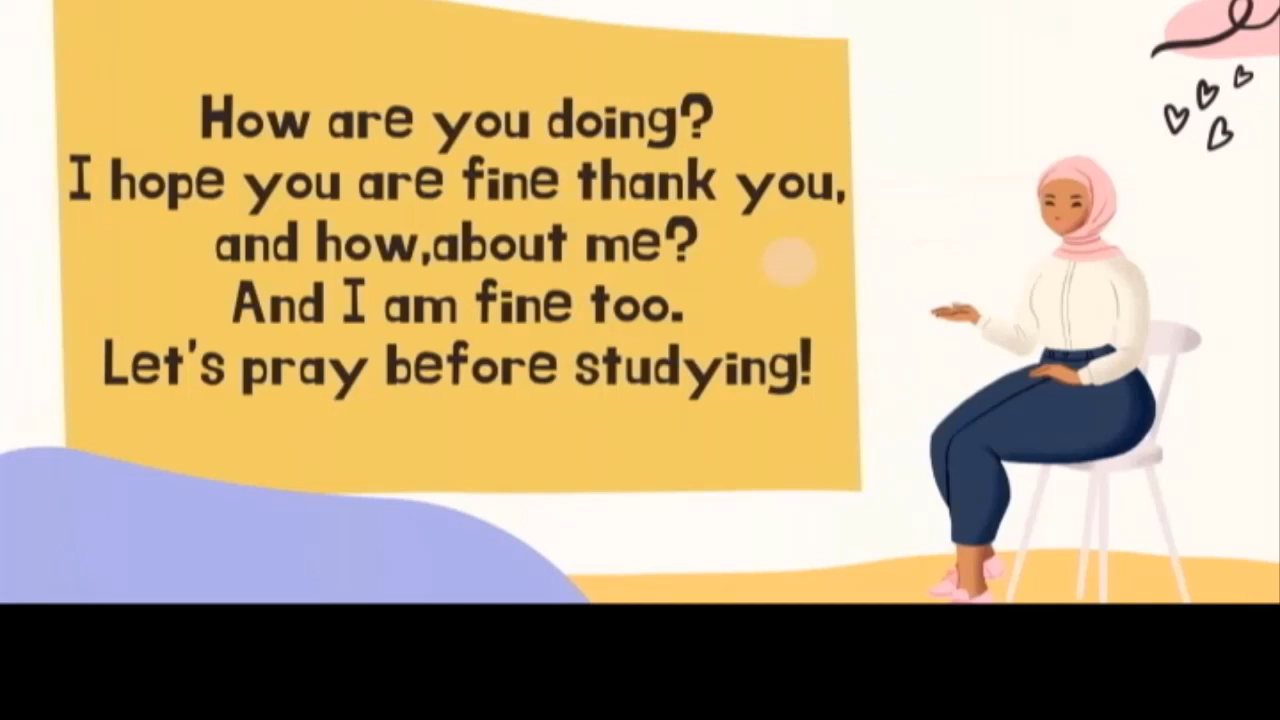 How are you doing?
I hope you are fine thank you,
and how,about me?
And I am fine too.
Let's pray before studying!